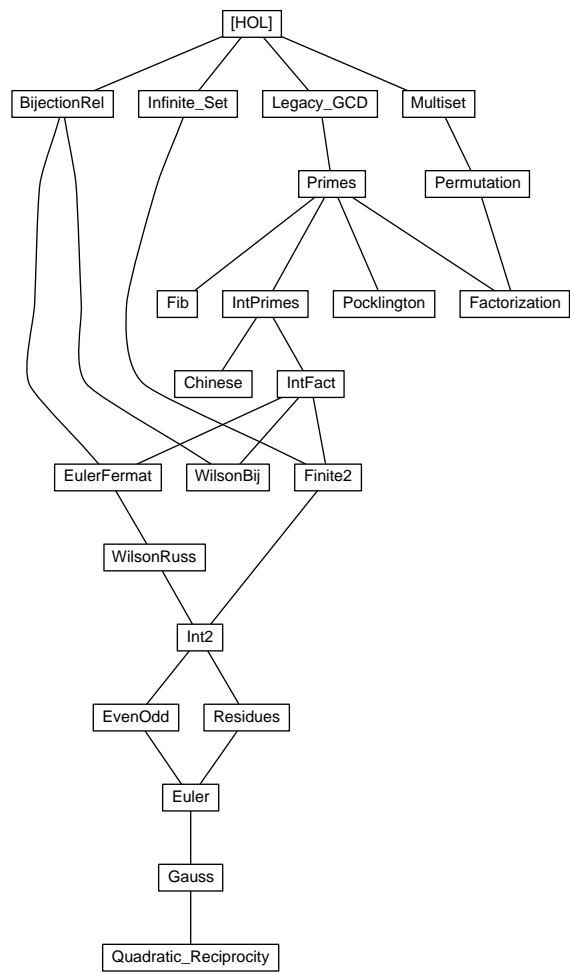 [HOL]
BijectionRel
Infinite_Set
Legacy_GCD
Multiset
Primes
Permutation
Fib
IntPrimes
Pocklington
Factorization
Chinese
IntFact
EulerFermat
WilsonBij
Finite2
WilsonRuss
Int2
EvenOdd
Residues
Euler
Gauss
Quadratic_Reciprocity